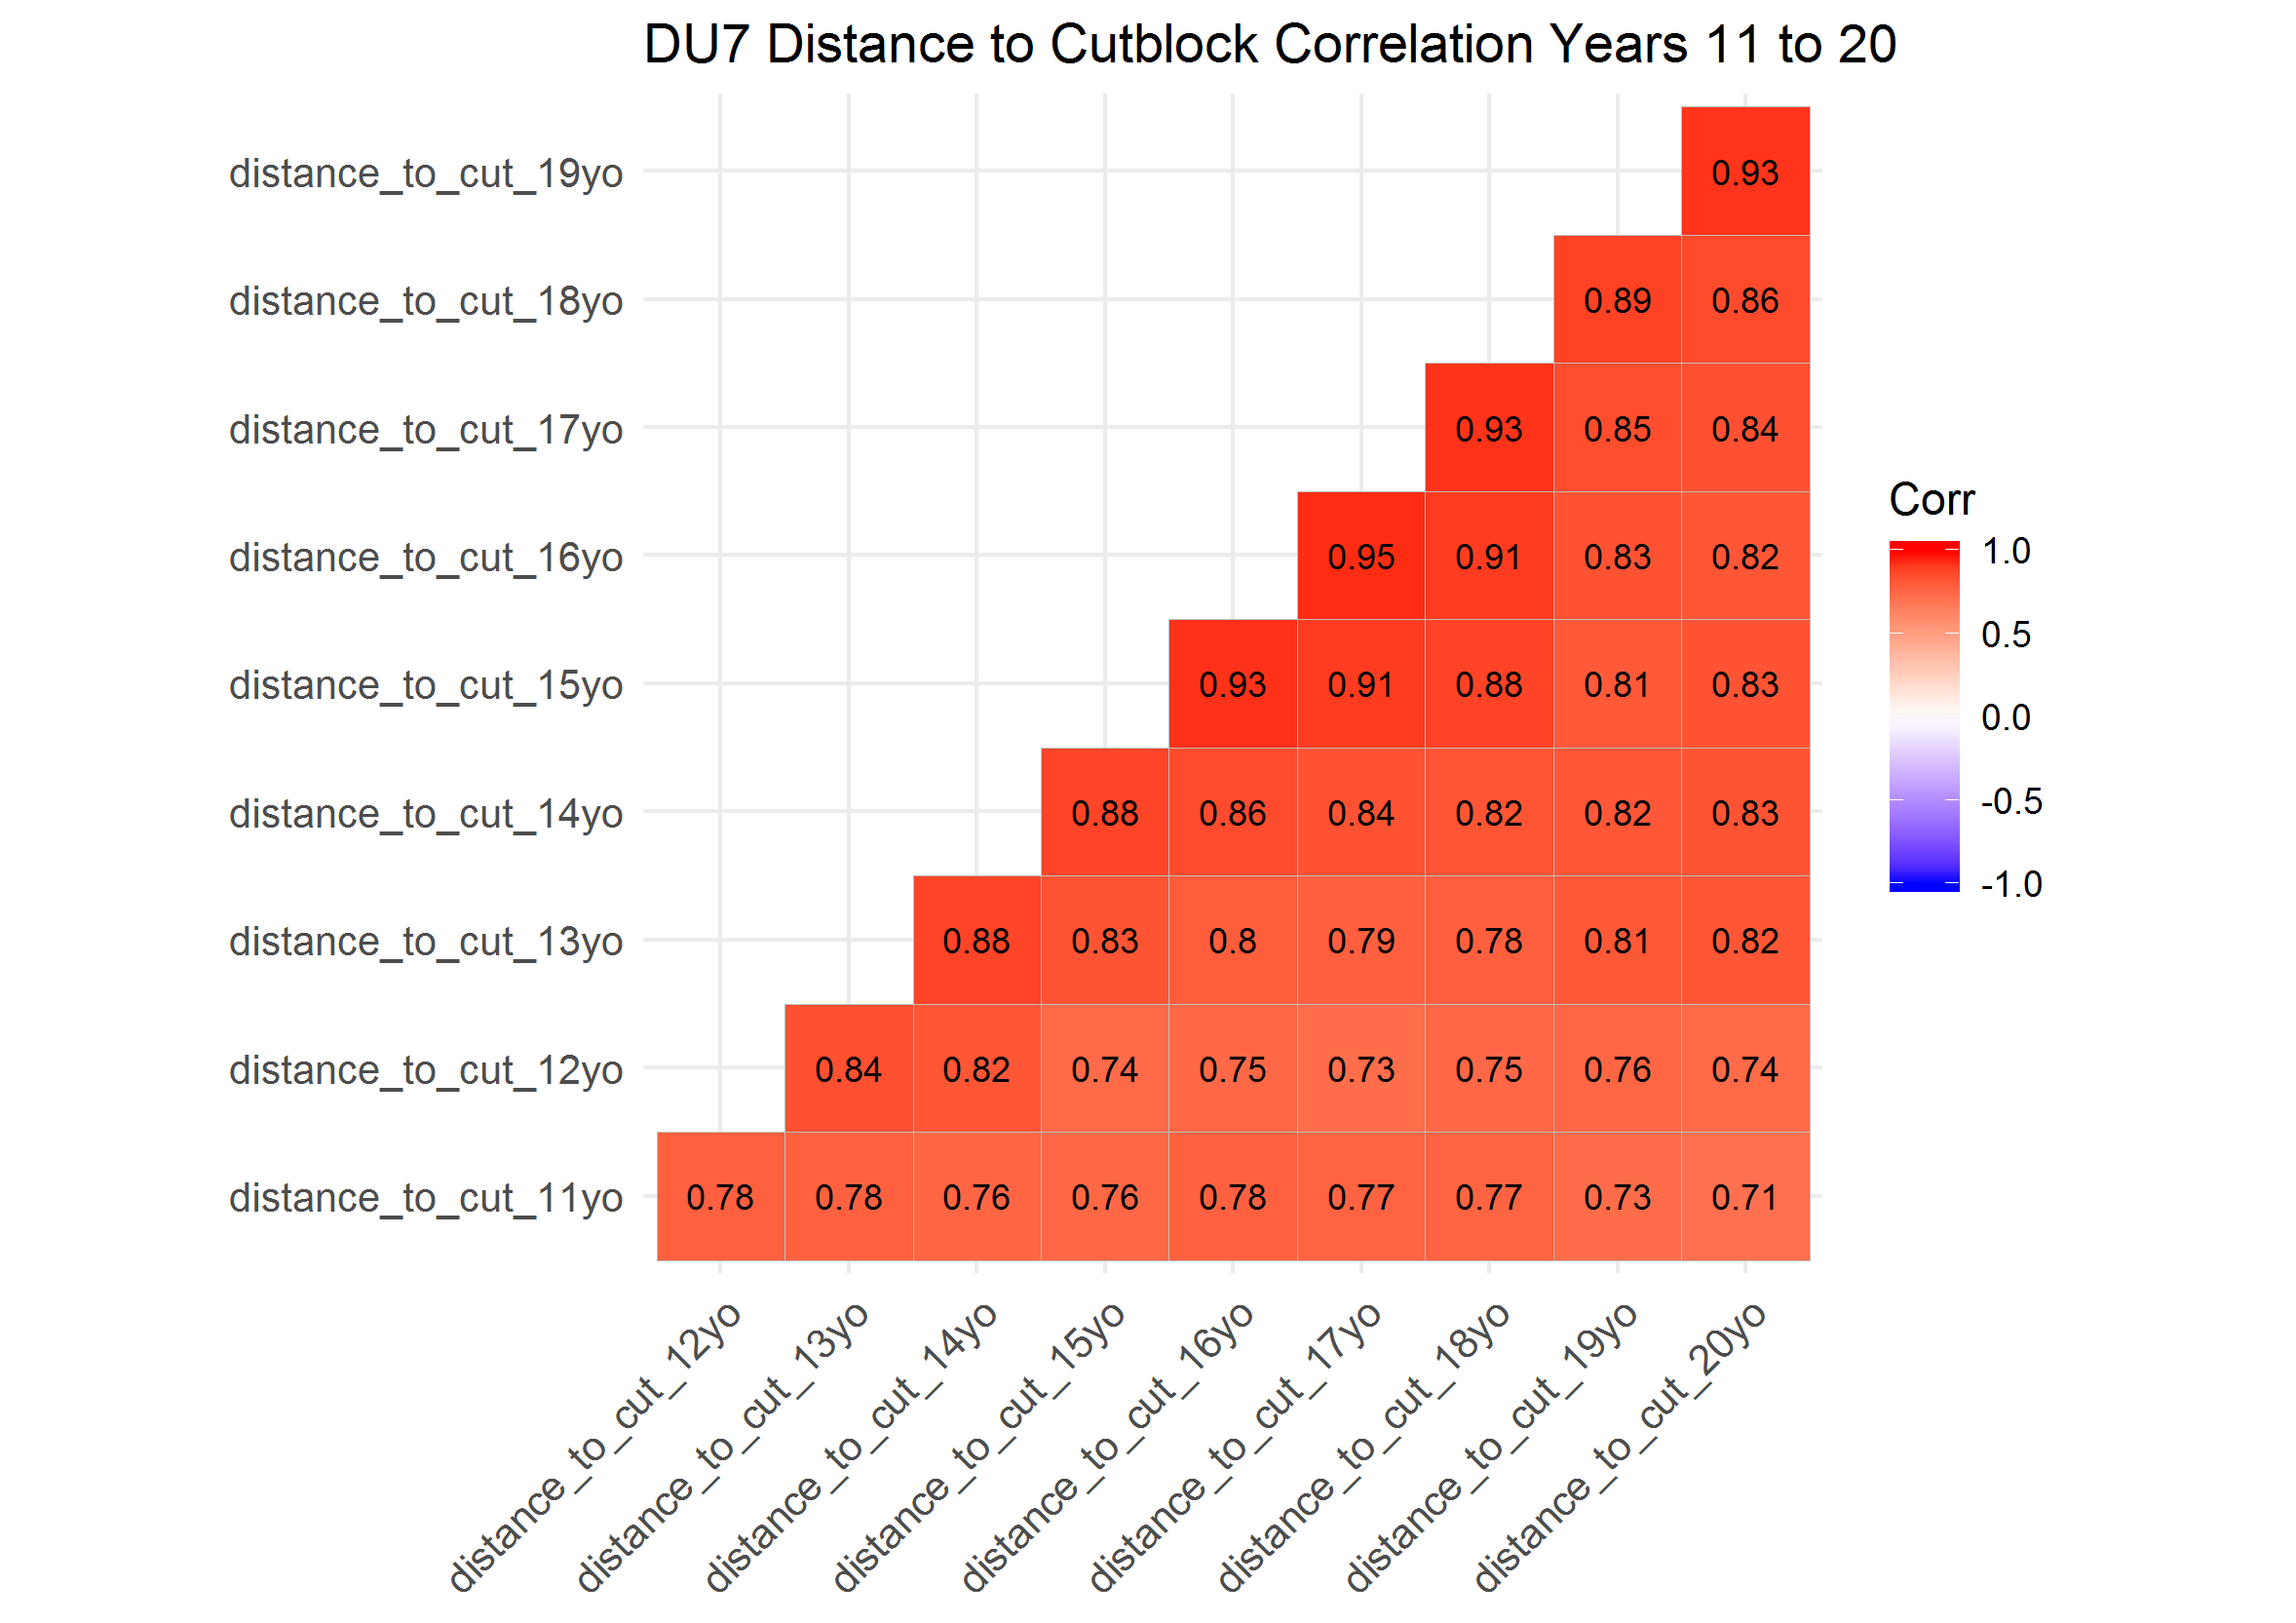 DU7 Distance to Cutblock Correlation Years 11 to 20
distance_to_cut_19yo
0.93
distance_to_cut_18yo
0.89 0.86
distance_to_cut_17yo
0.93 0.85 0.84
distance_to_cut_16yo
0.95 0.91 0.83 0.82
distance_to_cut_15yo
0.93 0.91 0.88 0.81 0.83
distance_to_cut_14yo
0.88 0.86 0.84 0.82 0.82 0.83
distance_to_cut_13yo
0.88 0.83 0.8 0.79 0.78 0.81 0.82
distance_to_cut_12yo
0.84 0.82 0.74 0.75 0.73 0.75 0.76 0.74
distance_to_cut_11yo
0.78 0.78 0.76 0.76 0.78 0.77 0.77 0.73 0.71
distance_to_cut_12yo
distance_to_cut_13yo
distance_to_cut_14yo
distance_to_cut_15yo
distance_to_cut_16yo
distance_to_cut_17yo
distance_to_cut_18yo
distance_to_cut_19yo
distance_to_cut_20yo
Corr
1.0
0.5
0.0
-0.5
-1.0